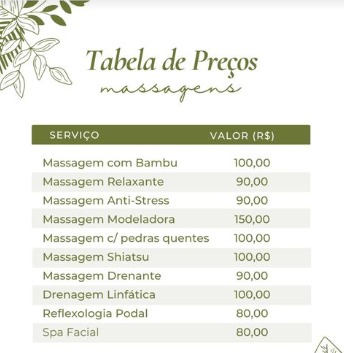 Tabela de Preços
massagens
SERVIÇO VALOR (R$)
Massagem com Bambu 100,00
Massagem Relaxante 90,00
Massagem Anti-Stress 90,00
Massagem Modeladora 150,00
Massagem c/ pedras quentes 100,00
Massagem Shiatsu 100,00
Massagem Drenante 90,00
Drenagem Linfática 100,00
Reflexologia Podal 80,00
Spa Facial 80,00